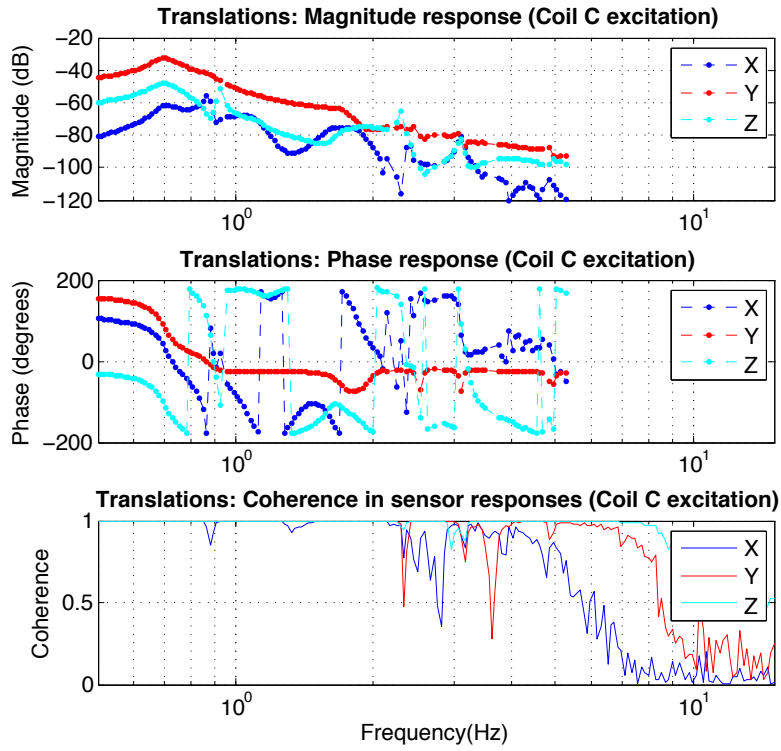 Translations: Magnitude response (Coil C excitation)
Magnitude (dB)
−20
−40
−60
−80
−100
−120
10^0
10^1
X
Y
Z
Translations: Phase response (Coil C excitation)
Phase (degrees)
200
0
−200
10^0
10^1
X
Y
Z
Translations: Coherence in sensor responses (Coil C excitation)
Coherence
1
0.5
0
10^0
10^1
X
Y
Z
Frequency(Hz)